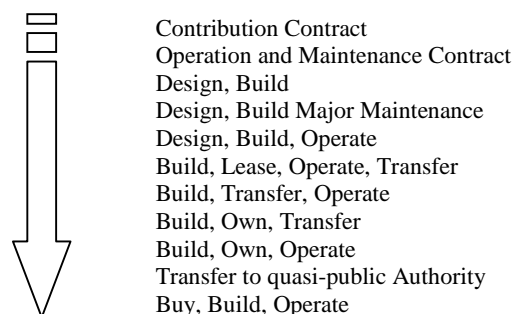 Contribution Contract
Operation and Maintenance Contract
Design, Build
Design, Build Major Maintenance
Design, Build, Operate
Build, Lease, Operate, Transfer
Build, Transfer, Operate
Build, Own, Transfer
Build, Own, Operate
Transfer to quasi-public Authority
Buy, Build, Operate